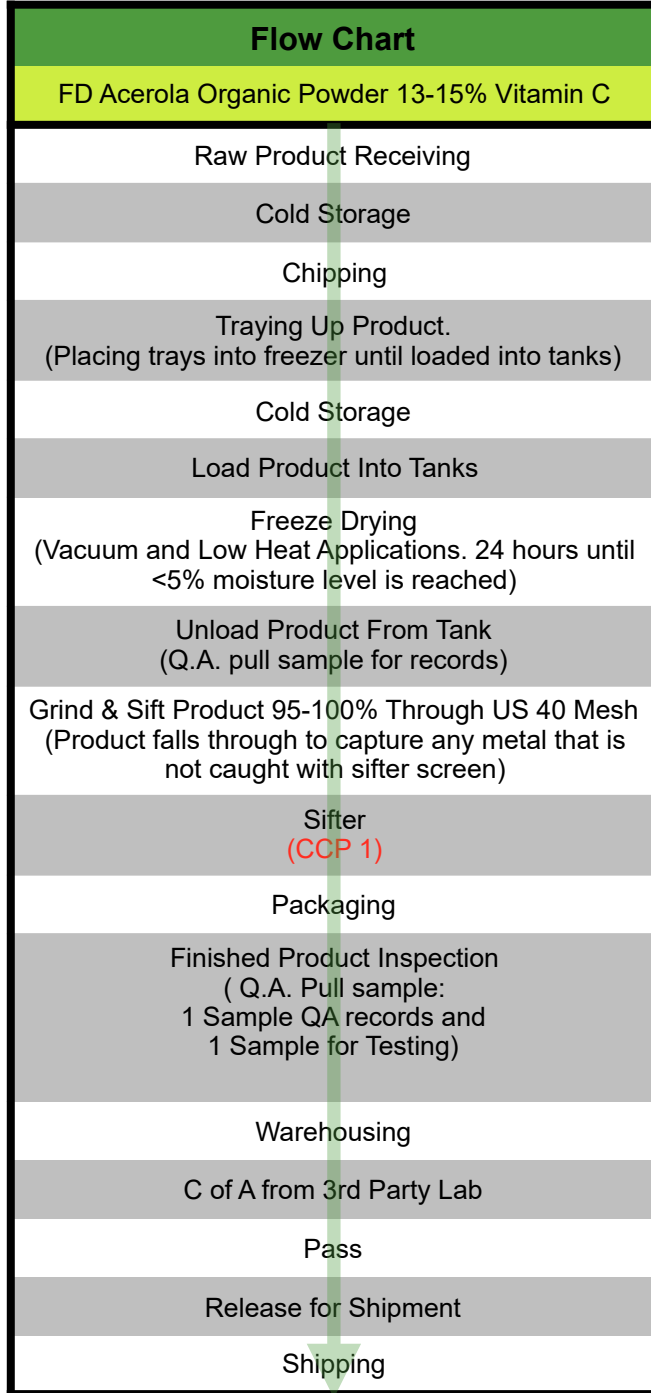 Flow Chart
FD Acerola Organic Powder 13-15% Vitamin C
Raw Product Receiving
Cold Storage
Chipping
Traying Up Product.
(Placing trays into freezer until loaded into tanks)
Cold Storage
Load Product Into Tanks
Freeze Drying
(Vacuum and Low Heat Applications. 24 hours until
<5% moisture level is reached)
Unload Product From Tank
(Q.A. pull sample for records)
Grind & Sift Product 95-100% Through US 40 Mesh
(Product falls through to capture any metal that is
not caught with sifter screen)
Sifter
(CCP 1)
Packaging
Finished Product Inspection
( Q.A. Pull sample:
1 Sample QA records and
1 Sample for Testing)
Warehousing
C of A from 3rd Party Lab
Pass
Release for Shipment
Shipping